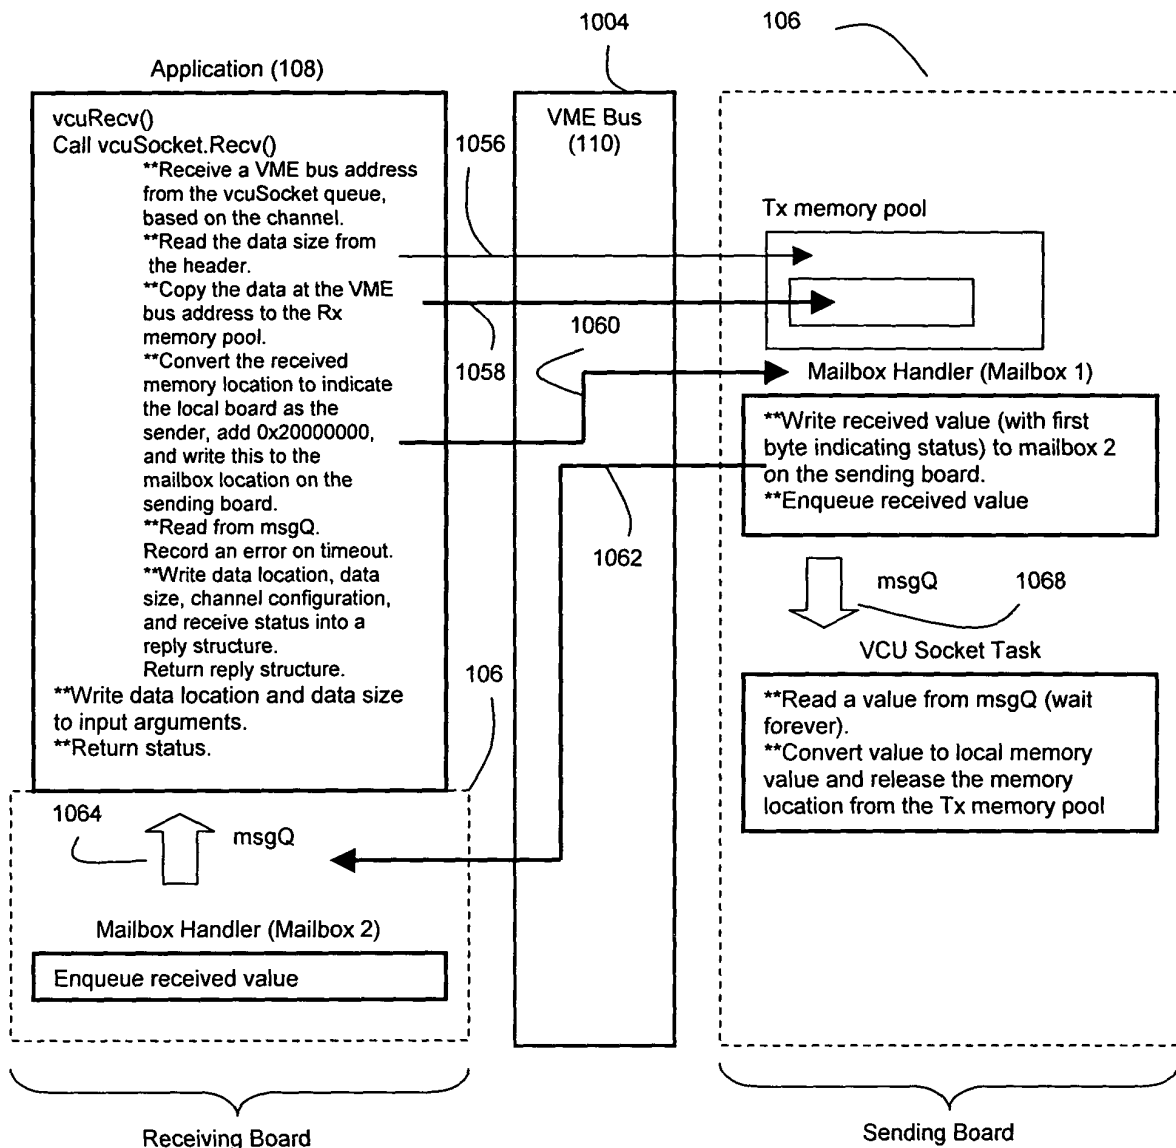 1004
106
Application (108)
vcuRecv()
Call vcuSocket.Recv()
**Receive a VME bus address
from the vcuSocket queue,
based on the channel.
**Read the data size from
the header.
**Copy the data at the VME
bus address to the Rx
memory pool.
**Convert the received
memory location to indicate
the local board as the
sender, add 0x20000000,
and write this to the
mailbox location on the
sending board.
**Read from msgQ.
Record an error on timeout.
**Write data location, data
size, channel configuration,
and receive status into a
reply structure.
Return reply structure.
**Write data location and data size
to input arguments.
**Return status.
1056
1058
1060
1062
VME Bus
(110)
Tx memory pool
Mailbox Handler (Mailbox 1)
**Write received value (with first
byte indicating status) to mailbox 2
on the sending board.
**Enqueue received value
msgQ
1068
VCU Socket Task
**Read a value from msgQ (wait
forever).
**Convert value to local memory
value and release the memory
location from the Tx memory pool
106
1064
msgQ
Mailbox Handler (Mailbox 2)
Enqueue received value
Receiving Board
Sending Board